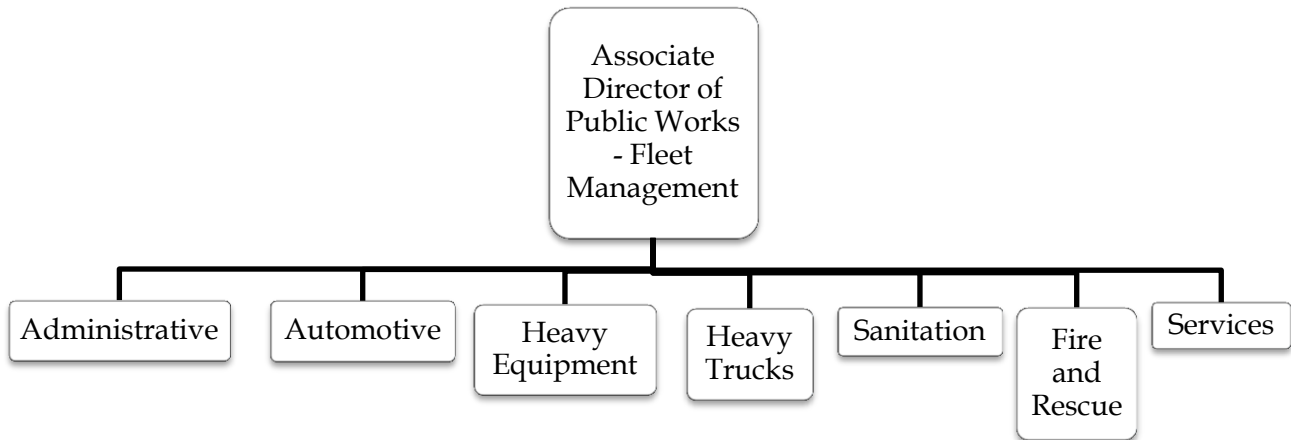 Associate
Director of
Public Works
- Fleet
Management
Administrative
Automotive
Heavy
Equipment
Heavy
Trucks
Sanitation
Fire
and
Rescue
Services